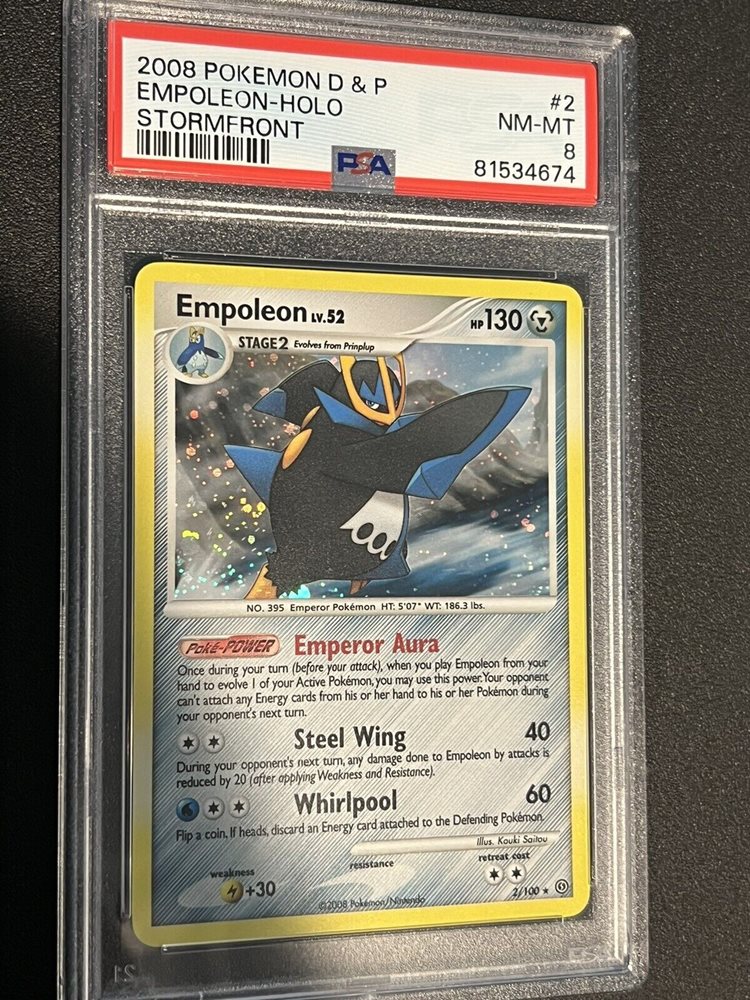 2008 POKEMON D & P #2
EMPOLEON-HOLO NM-MT
STORMFRONT 8
PSA 81534674
Empoleon LV.52 HP 130
STAGE2 Evolves from Prinplup
NO. 395 Emperor Pokémon HT: 5'07" WT: 186.3 lbs.
Poké-POWER Emperor Aura
Once during your turn (before your attack), when you play Empoleon from your
hand to evolve 1 of your Active Pokémon, you may use this power. Your opponent
can't attach any Energy cards from his or her hand to his or her Pokémon during
your opponent's next turn.
Steel Wing 40
During your opponent's next turn, any damage done to Empoleon by attacks is
reduced by 20 (after applying Weakness and Resistance).
Whirlpool 60
Flip a coin. If heads, discard an Energy card attached to the Defending Pokémon.
Illus. Kouki Saitou
weakness resistance retreat cost
+30
©2008 Pokémon/Nintendo 2/100 ★